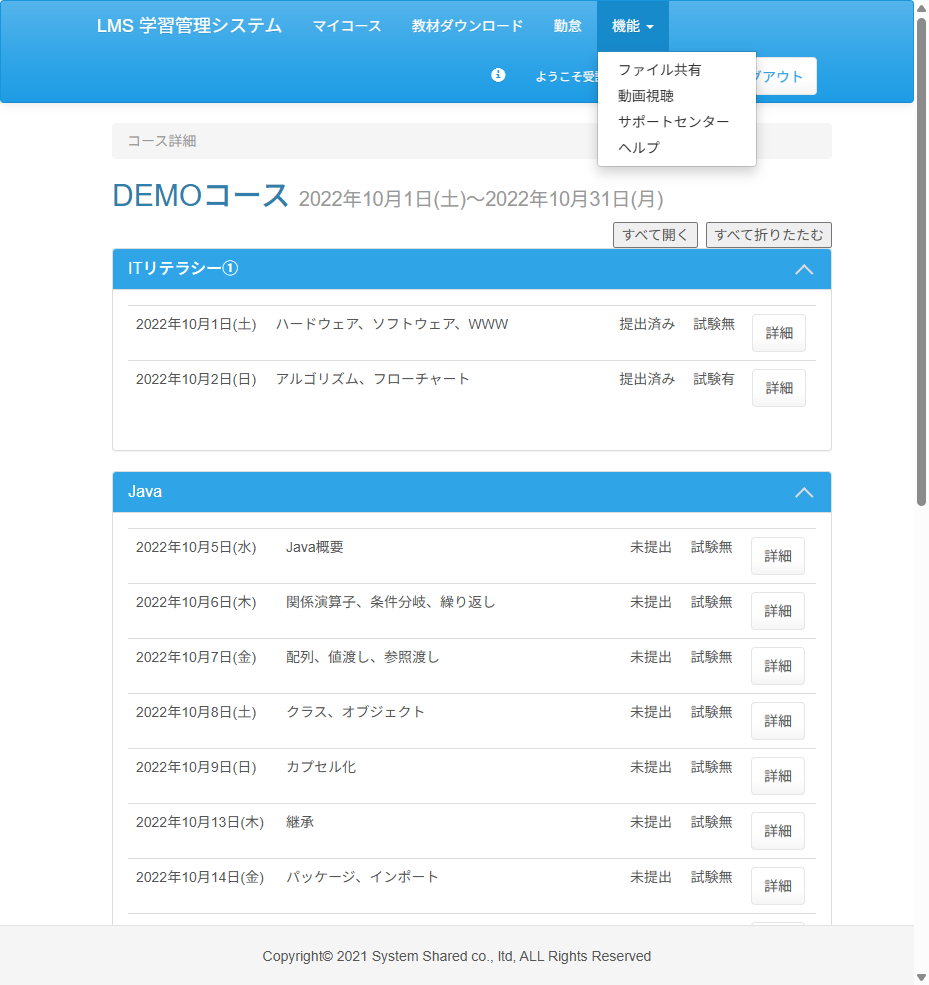 LMS 学習管理システム マイコース 教材ダウンロード 勤怠 機能
ようこそ受
ファイル共有
動画視聴
サポートセンター
ヘルプ
アウト
コース詳細
DEMOコース 2022年10月1日(土)～2022年10月31日(月)
すべて開く すべて折りたたむ
ITリテラシー①
2022年10月1日(土) ハードウェア、ソフトウェア、WWW 提出済み 試験無 詳細
2022年10月2日(日) アルゴリズム、フローチャート 提出済み 試験有 詳細
Java
2022年10月5日(水) Java概要 未提出 試験無 詳細
2022年10月6日(木) 関係演算子、条件分岐、繰り返し 未提出 試験無 詳細
2022年10月7日(金) 配列、値渡し、参照渡し 未提出 試験無 詳細
2022年10月8日(土) クラス、オブジェクト 未提出 試験無 詳細
2022年10月9日(日) カプセル化 未提出 試験無 詳細
2022年10月13日(木) 継承 未提出 試験無 詳細
2022年10月14日(金) パッケージ、インポート 未提出 試験無 詳細
Copyright© 2021 System Shared co., ltd, ALL Rights Reserved